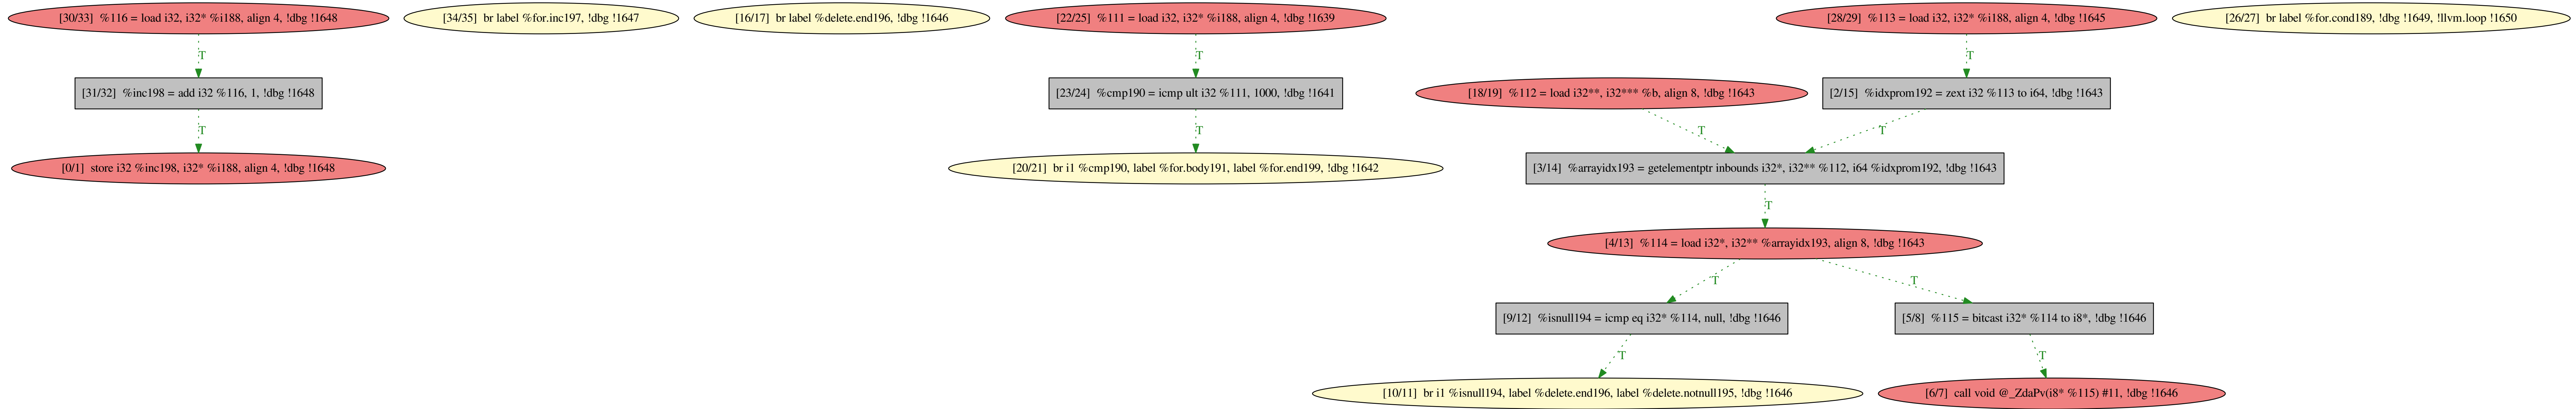 [30/33]  %116 = load i32, i32* %i188, align 4, !dbg !1648
[34/35]  br label %for.inc197, !dbg !1647
[16/17]  br label %delete.end196, !dbg !1646
[22/25]  %111 = load i32, i32* %i188, align 4, !dbg !1639
[28/29]  %113 = load i32, i32* %i188, align 4, !dbg !1645
[26/27]  br label %for.cond189, !dbg !1649, !llvm.loop !1650
T
T
T
[31/32]  %inc198 = add i32 %116, 1, !dbg !1648
[23/24]  %cmp190 = icmp ult i32 %111, 1000, !dbg !1641
[18/19]  %112 = load i32**, i32*** %b, align 8, !dbg !1643
[2/15]  %idxprom192 = zext i32 %113 to i64, !dbg !1643
T
T
T
T
[0/1]  store i32 %inc198, i32* %i188, align 4, !dbg !1648
[20/21]  br i1 %cmp190, label %for.body191, label %for.end199, !dbg !1642
[3/14]  %arrayidx193 = getelementptr inbounds i32*, i32** %112, i64 %idxprom192, !dbg !1643
T
[4/13]  %114 = load i32*, i32** %arrayidx193, align 8, !dbg !1643
T
T
[9/12]  %isnull194 = icmp eq i32* %114, null, !dbg !1646
[5/8]  %115 = bitcast i32* %114 to i8*, !dbg !1646
T
T
[10/11]  br i1 %isnull194, label %delete.end196, label %delete.notnull195, !dbg !1646
[6/7]  call void @_ZdaPv(i8* %115) #11, !dbg !1646